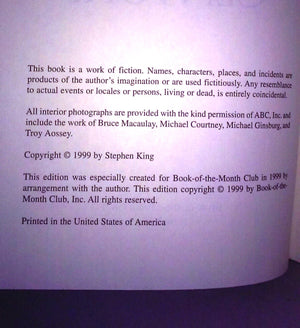 This book is a work of fiction. Names, characters, places, and incidents are
products of the author's imagination or are used fictitiously. Any resemblance
to actual events or locales or persons, living or dead, is entirely coincidental.
All interior photographs are provided with the kind permission of ABC, Inc. and
include the work of Bruce Macaulay, Michael Courtney, Michael Ginsburg, and
Troy Aossey.
Copyright © 1999 by Stephen King
This edition was especially created for Book-of-the-Month Club in 1999 by
arrangement with the author. This edition copyright © 1999 by Book-of-the-
Month Club, Inc. All rights reserved.
Printed in the United States of America